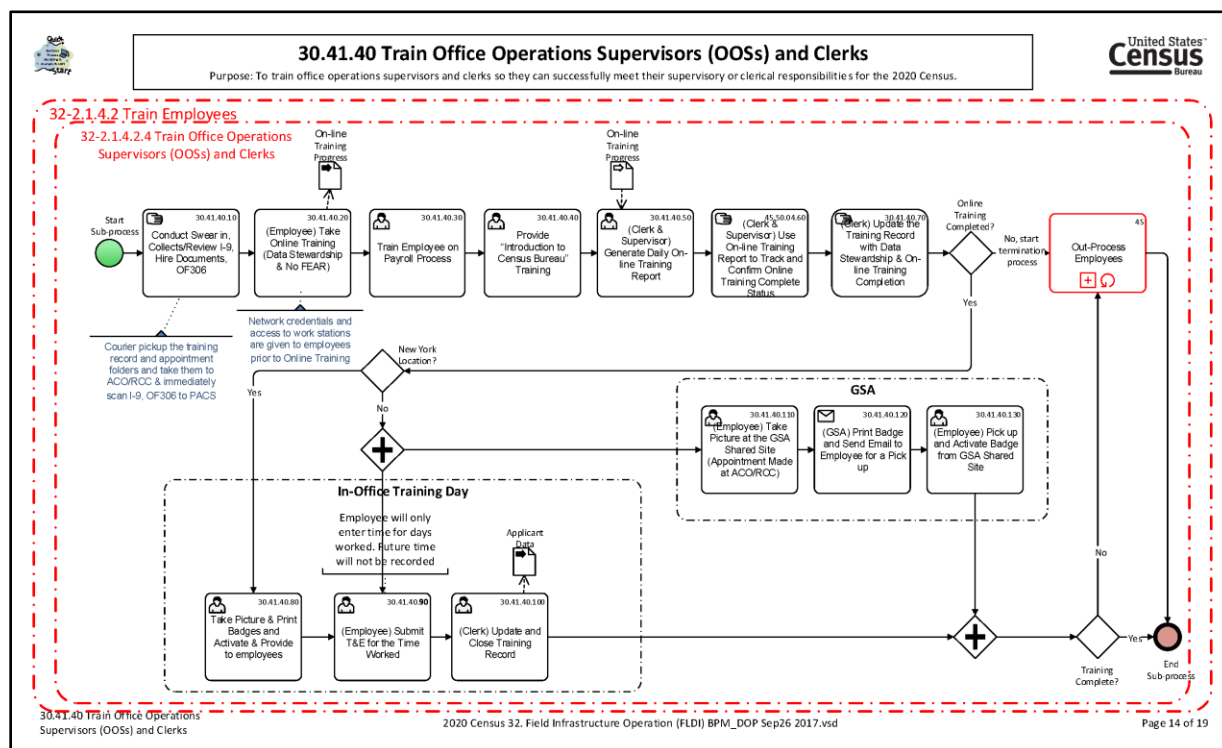 Quick
Start
30.41.40 Train Office Operations Supervisors (OOSs) and Clerks
Purpose: To train office operations supervisors and clerks so they can successfully meet their supervisory or clerical responsibilities for the 2020 Census.
United States™
Census
Bureau
32-2.1.4.2 Train Employees
32-2.1.4.2.4 Train Office Operations
Supervisors (OOSs) and Clerks
On-line
Training
Progress
On-line
Training
Progress
Start
Sub-process
30.41.40.10
Conduct Swear in,
Collects/Review I-9,
Hire Documents,
OF306
30.41.40.20
(Employee) Take
Online Training
(Data Stewardship
& No FEAR)
30.41.40.30
Train Employee on
Payroll Process
30.41.40.40
Provide
"Introduction to
Census Bureau"
Training
30.41.40.50
(Clerk &
Supervisor)
Generate Daily On-
line Training
Report
45.50.04.60
(Clerk &
Supervisor) Use
On-line Training
Report to Track and
Confirm Online
Training Complete
Status
30.41.40.70
(Clerk) Update the
Training Record
with Data
Stewardship & On-
line Training
Completion
Online
Training
Completed?
No, start
termination
process
45
Out-Process
Employees
Yes
Courier pickup the training
record and appointment
folders and take them to
ACO/RCC & immediately
scan I-9, OF306 to PACS
Network credentials and
access to work stations
are given to employees
prior to Online Training
New York
Location?
Yes
No
GSA
30.41.40.110
(Employee) Take
Picture at the GSA
Shared Site
(Appointment Made
at ACO/RCC)
30.41.40.120
(GSA) Print Badge
and Send Email to
Employee for a Pick
up
30.41.40.130
(Employee) Pick up
and Activate Badge
from GSA Shared
Site
In-Office Training Day
Employee will only
enter time for days
worked. Future time
will not be recorded
Applicant
Data
30.41.40.80
Take Picture & Print
Badges and
Activate & Provide
to employees
30.41.40.90
(Employee) Submit
T&E for the Time
Worked
30.41.40.100
(Clerk) Update and
Close Training
Record
No
Yes
Training
Complete?
End
Sub-process
30.41.40 Train Office Operations
Supervisors (OOSs) and Clerks
2020 Census 32. Field Infrastructure Operation (FLDI) BPM_DOP Sep26 2017.vsd
Page 14 of 19